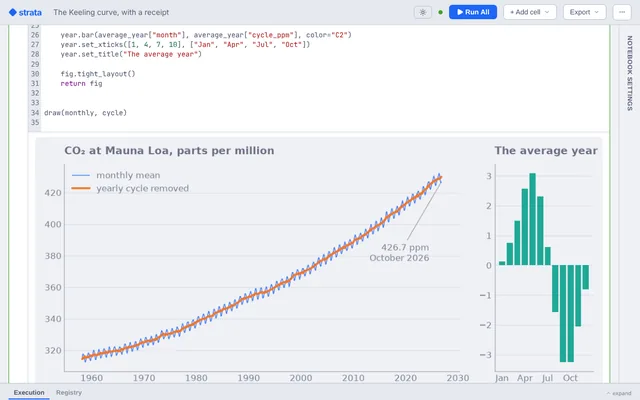 strata
The Keeling curve, with a receipt
Run All
+ Add cell
Export
...
26 year.bar(average_year["month"], average_year["cycle_ppm"], color="C2")
27 year.set_xticks([1, 4, 7, 10], ["Jan", "Apr", "Jul", "Oct"])
28 year.set_title("The average year")
29
30 fig.tight_layout()
31 return fig
32
33
34 draw(monthly, cycle)
35
NOTEBOOK SETTINGS
CO₂ at Mauna Loa, parts per million
monthly mean
yearly cycle removed
420
400
380
360
340
320
426.7 ppm
October 2026
1960 1970 1980 1990 2000 2010 2020 2030
The average year
3
2
1
0
−1
−2
−3
Jan Apr Jul Oct
Execution
Registry
expand